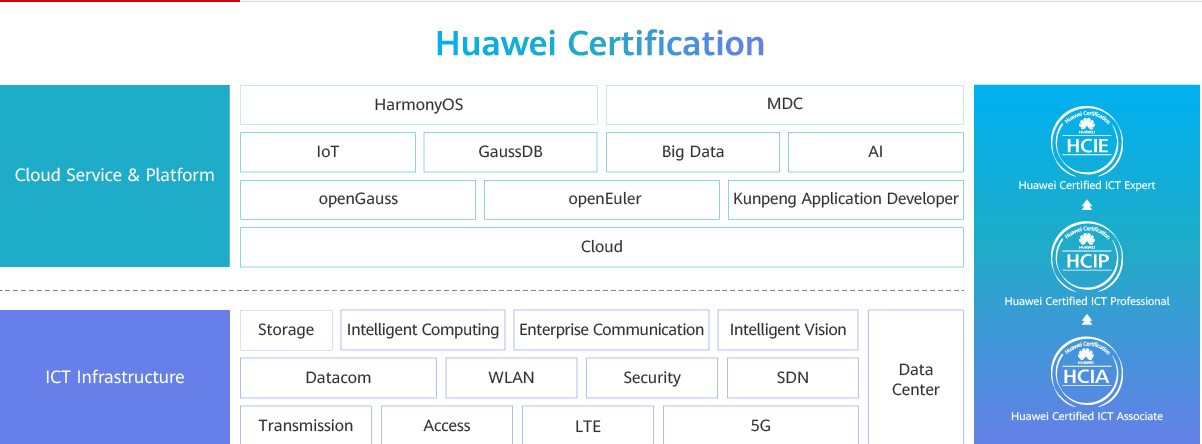 Huawei Certification
Cloud Service & Platform
HarmonyOS
MDC
IoT
GaussDB
Big Data
AI
openGauss
openEuler
Kunpeng Application Developer
Cloud
ICT Infrastructure
Storage
Intelligent Computing
Enterprise Communication
Intelligent Vision
Datacom
WLAN
Security
SDN
Transmission
Access
LTE
5G
Data
Center
Huawei Certification
HUAWEI
HCIE
Huawei Certified ICT Expert
Huawei Certification
HUAWEI
HCIP
Huawei Certified ICT Professional
Huawei Certification
HUAWEI
HCIA
Huawei Certified ICT Associate